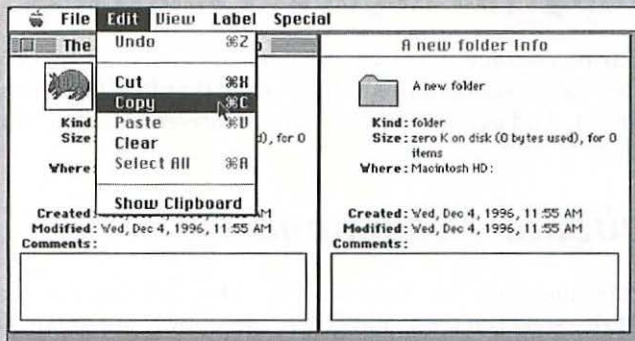 File Edit View Label Special
The
Undo ⌘Z
Cut ⌘X
Copy ⌘C
Paste ⌘V
Clear
Select All ⌘A
Show Clipboard
Kind:
Size: for 0
Where:
Created: AM
Modified: Wed, Dec 4, 1996, 11:55 AM
Comments:
A new folder Info
A new folder
Kind: folder
Size: zero K on disk (0 bytes used), for 0
items
Where: Macintosh HD:
Created: Wed, Dec 4, 1996, 11:55 AM
Modified: Wed, Dec 4, 1996, 11:55 AM
Comments: